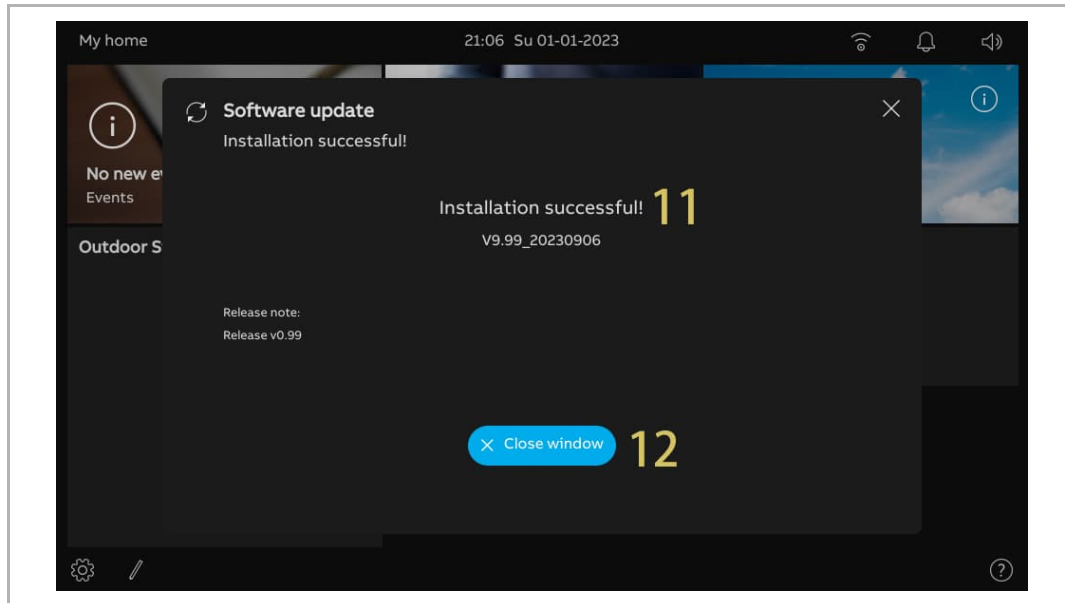 My home
21:06 Su 01-01-2023
Software update
Installation successful!
No new e
Events
Installation successful! 11
V9.99_20230906
Outdoor S
Release note:
Release v0.99
Close window 12